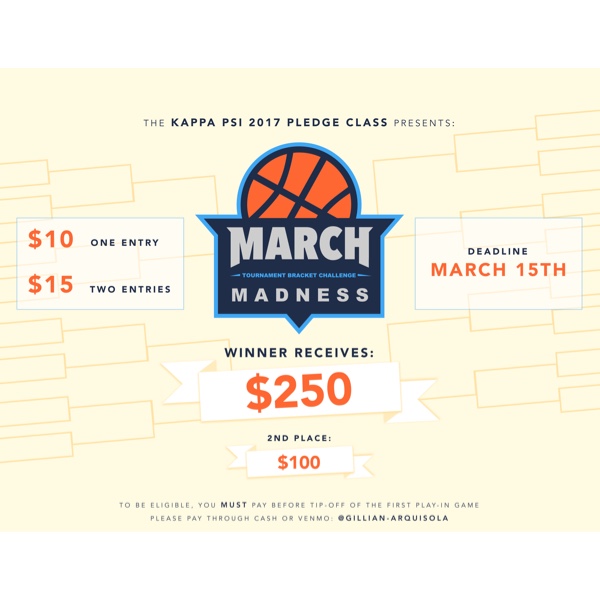 THE KAPPA PSI 2017 PLEDGE CLASS PRESENTS:
MARCH
TOURNAMENT BRACKET CHALLENGE
MADNESS
$10 ONE ENTRY
$15 TWO ENTRIES
DEADLINE
MARCH 15TH
WINNER RECEIVES:
$250
2ND PLACE:
$100
TO BE ELIGIBLE, YOU MUST PAY BEFORE TIP-OFF OF THE FIRST PLAY-IN GAME
PLEASE PAY THROUGH CASH OR VENMO: @GILLIAN-ARQUISOLA